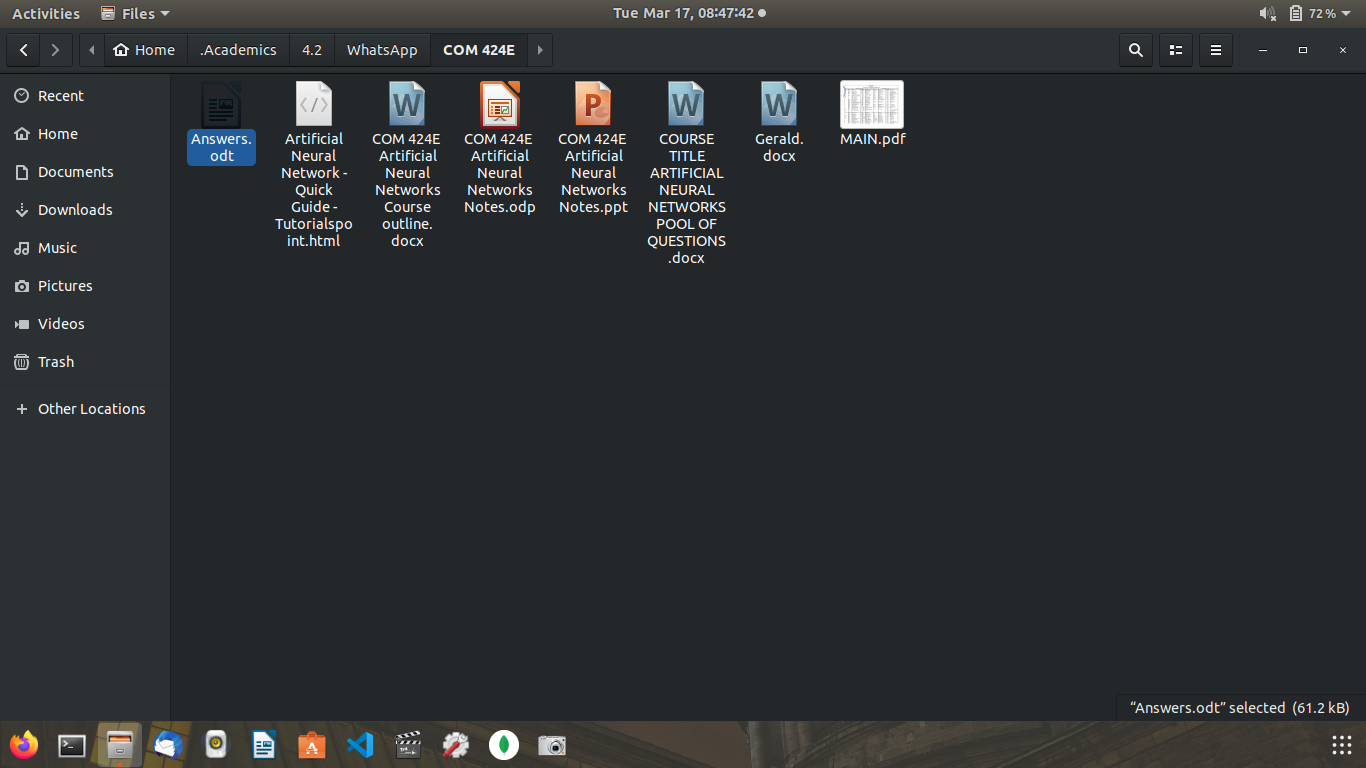 Activities
Files
Tue Mar 17, 08:47:42
72 %
Home
.Academics
4.2
WhatsApp
COM 424E
Recent
Home
Documents
Downloads
Music
Pictures
Videos
Trash
Other Locations
Answers.
odt
Artificial
Neural
Network -
Quick
Guide -
Tutorialspo
int.html
COM 424E
Artificial
Neural
Networks
Course
outline.
docx
COM 424E
Artificial
Neural
Networks
Notes.odp
COM 424E
Artificial
Neural
Networks
Notes.ppt
COURSE
TITLE
ARTIFICIAL
NEURAL
NETWORKS
POOL OF
QUESTIONS
.docx
Gerald.
docx
MAIN.pdf
“Answers.odt” selected (61.2 kB)